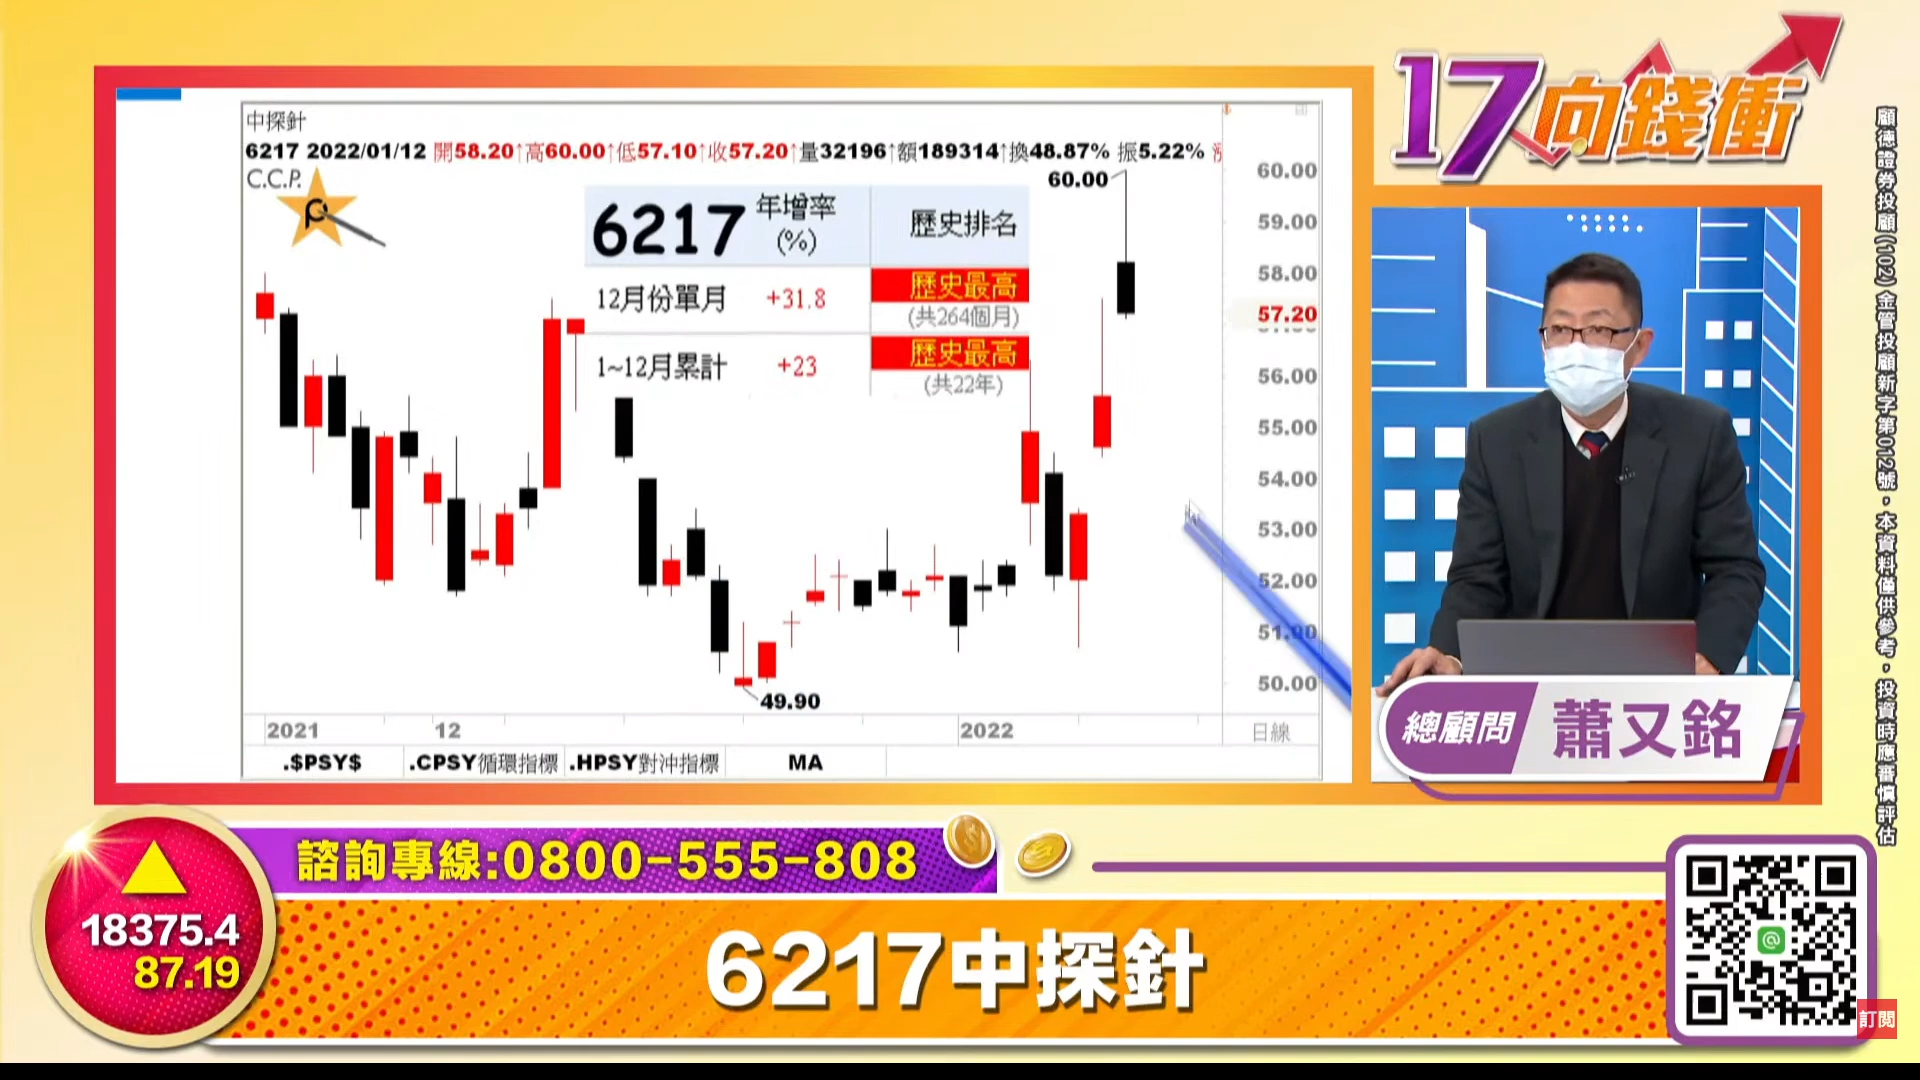 17向錢衝
中探針
6217 2022/01/12 開58.20↑高60.00↑低57.10↑收57.20↑量32196↑額189314↑換48.87% 振5.22%
C.C.P.
60.00
6217
年增率
(%)
歷史排名
12月份單月
+31.8
歷史最高
(共264個月)
1~12月累計
+23
歷史最高
(共22年)
60.00
59.00
58.00
57.20
56.00
55.00
54.00
53.00
52.00
51.00
50.00
49.90
2021
12
2022
日線
.$PSY$
.CPSY循環指標
.HPSY對沖指標
MA
總顧問
蕭又銘
顧德證券投顧(102)金管投顧新字第012號，本資料僅供參考，投資時應審慎評估
諮詢專線:0800-555-808
18375.4
87.19
6217中探針
訂閱